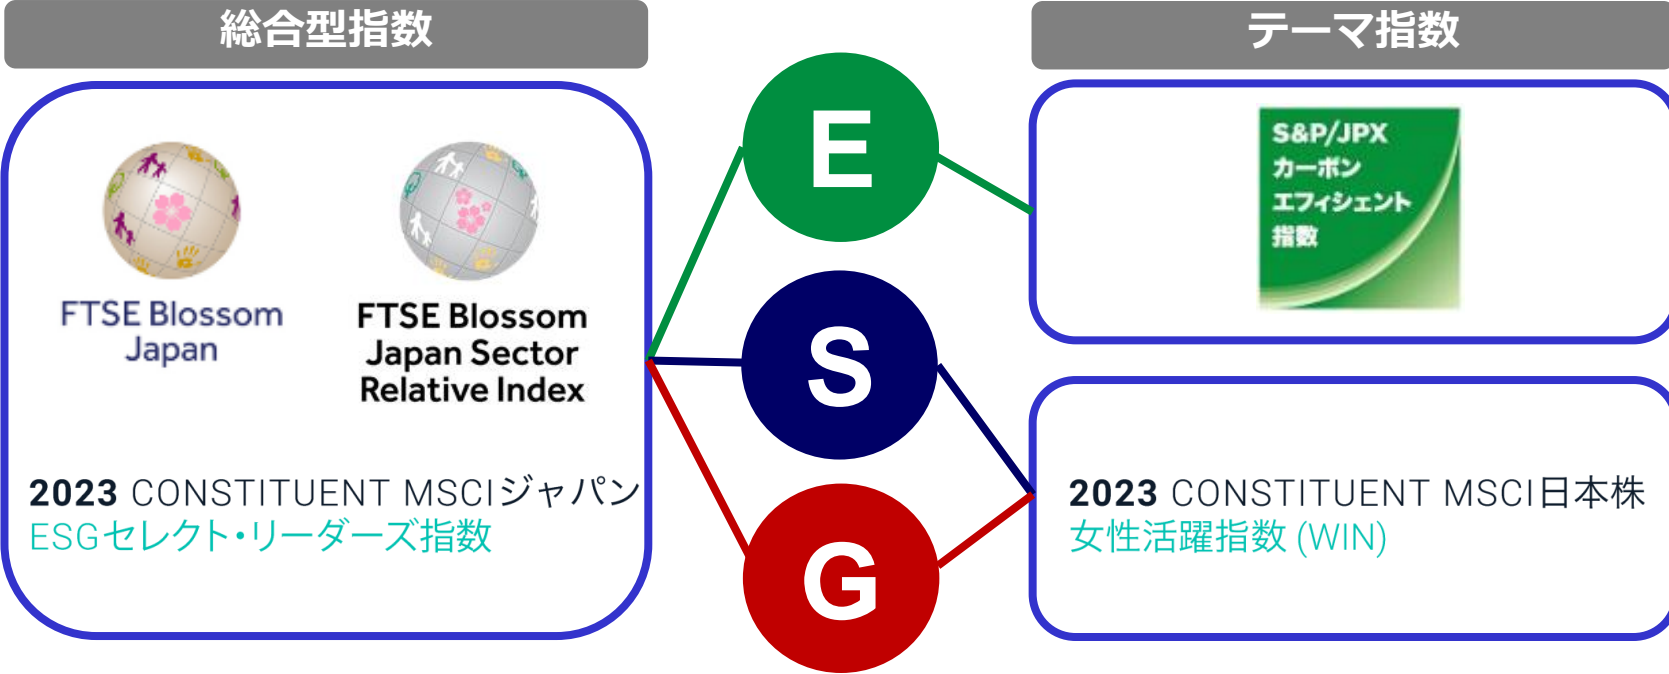 総合型指数
FTSE Blossom
Japan
FTSE Blossom
Japan Sector
Relative Index
2023 CONSTITUENT MSCIジャパン
ESGセレクト・リーダーズ指数
E
S
G
テーマ指数
S&P/JPX
カーボン
エフィシェント
指数
2023 CONSTITUENT MSCI日本株
女性活躍指数 (WIN)